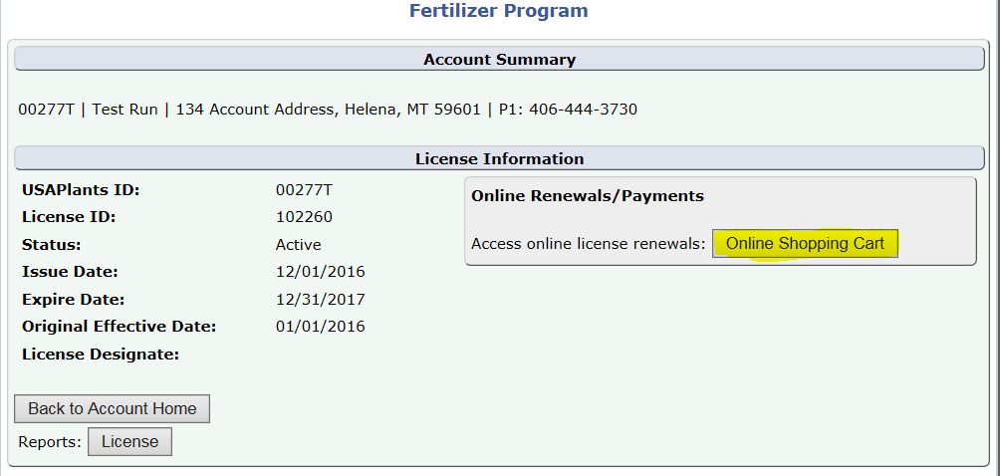 Fertilizer Program
Account Summary
00277T | Test Run | 134 Account Address, Helena, MT 59601 | P1: 406-444-3730
License Information
USAPlants ID: 00277T
License ID: 102260
Status: Active
Issue Date: 12/01/2016
Expire Date: 12/31/2017
Original Effective Date: 01/01/2016
License Designate:
Online Renewals/Payments
Access online license renewals: Online Shopping Cart
Back to Account Home
Reports: License